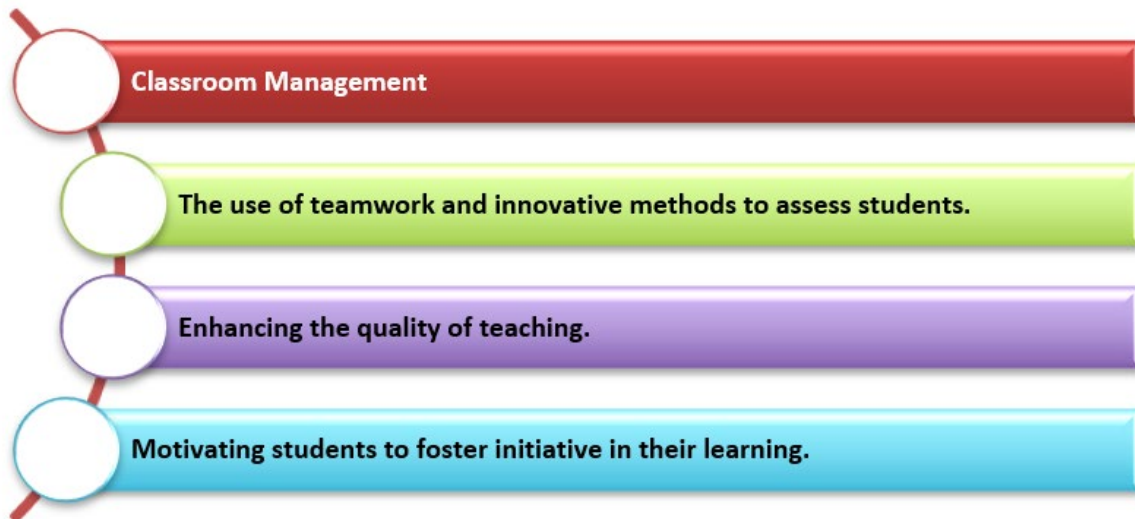 Classroom Management
The use of teamwork and innovative methods to assess students.
Enhancing the quality of teaching.
Motivating students to foster initiative in their learning.